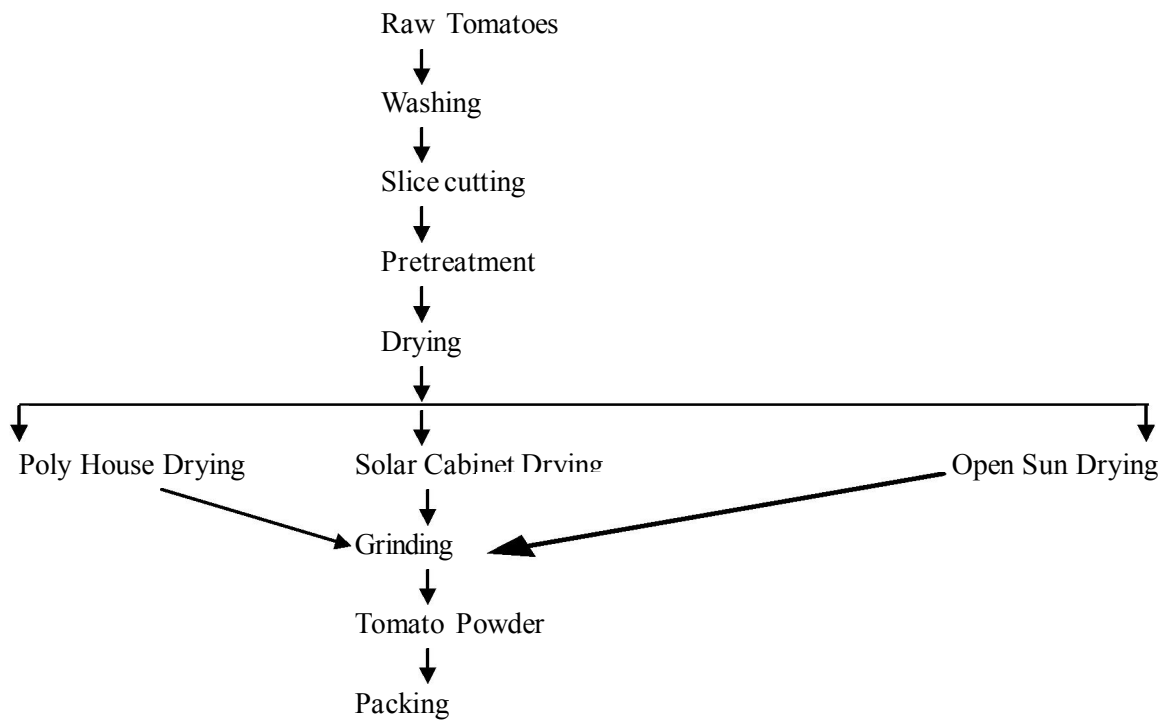 Raw Tomatoes
Washing
Slice cutting
Pretreatment
Drying
Poly House Drying
Solar Cabinet Drying
Open Sun Drying
Grinding
Tomato Powder
Packing